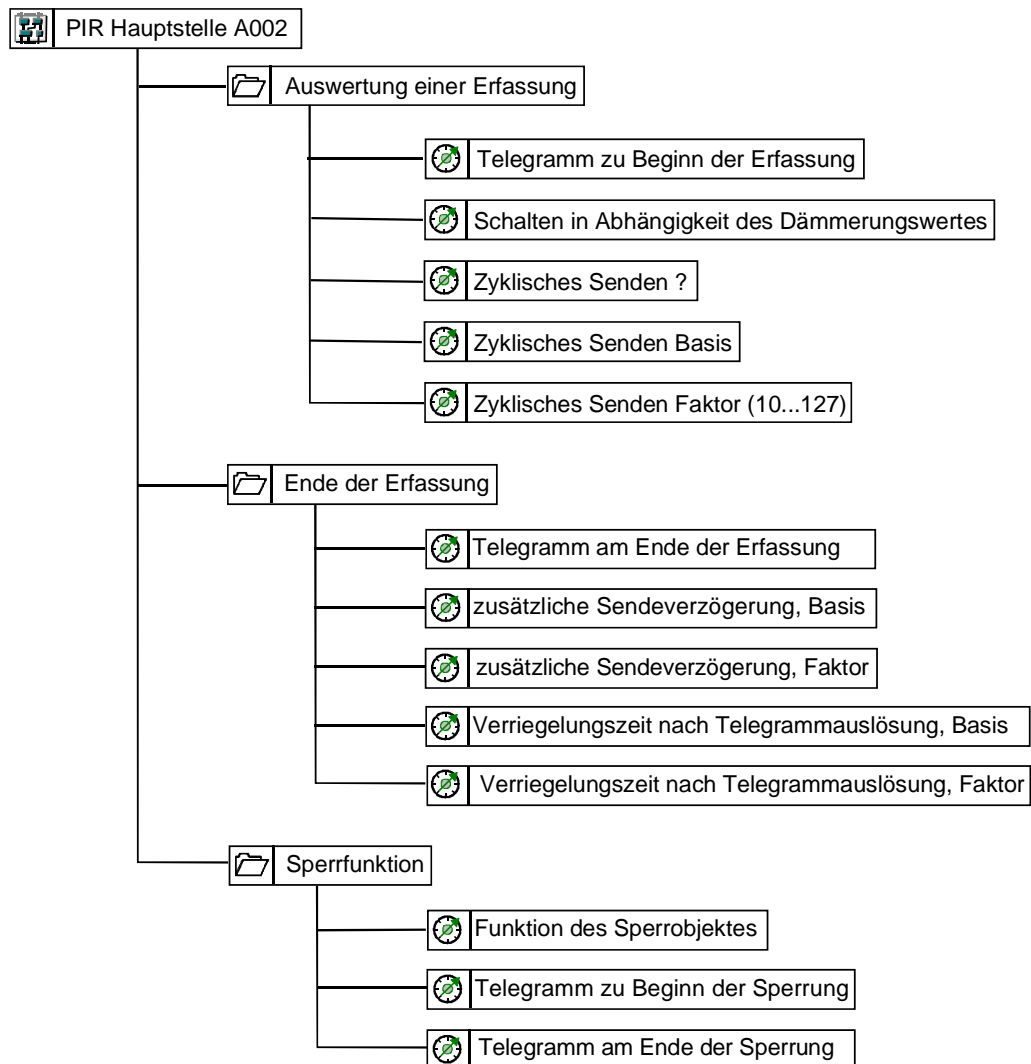 PIR Hauptstelle A002
Auswertung einer Erfassung
Telegramm zu Beginn der Erfassung
Schalten in Abhängigkeit des Dämmerungswertes
Zyklisches Senden ?
Zyklisches Senden Basis
Zyklisches Senden Faktor (10...127)
Ende der Erfassung
Telegramm am Ende der Erfassung
zusätzliche Sendeverzögerung, Basis
zusätzliche Sendeverzögerung, Faktor
Verriegelungszeit nach Telegrammauslösung, Basis
Verriegelungszeit nach Telegrammauslösung, Faktor
Sperrfunktion
Funktion des Sperrobjektes
Telegramm zu Beginn der Sperrung
Telegramm am Ende der Sperrung